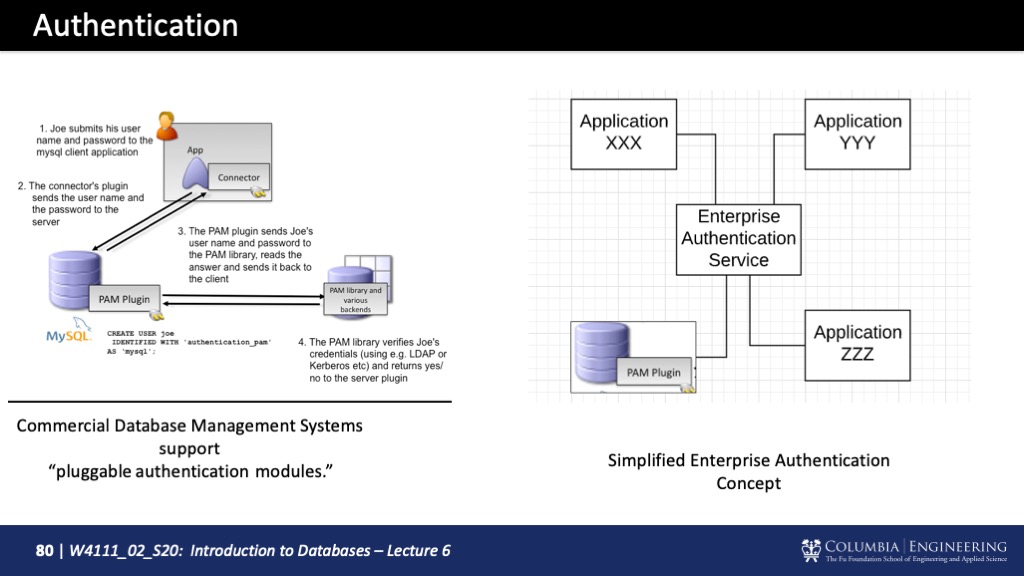 Authentication
1. Joe submits his user
name and password to the
mysql client application
App
Connector
2. The connector's plugin
sends the user name and
the password to the
server
3. The PAM plugin sends Joe's
user name and password to
the PAM library, reads the
answer and sends it back to
the client
PAM Plugin
PAM library and
various
backends
MySQL
CREATE USER joe
IDENTIFIED WITH 'authentication_pam'
AS 'mysql';
4. The PAM library verifies Joe's
credentials (using e.g. LDAP or
Kerberos etc) and returns yes/
no to the server plugin
Commercial Database Management Systems
support
“pluggable authentication modules.”
Application
XXX
Application
YYY
Enterprise
Authentication
Service
PAM Plugin
Application
ZZZ
Simplified Enterprise Authentication
Concept
80 | W4111_02_S20: Introduction to Databases – Lecture 6
COLUMBIA | ENGINEERING
The Fu Foundation School of Engineering and Applied Science